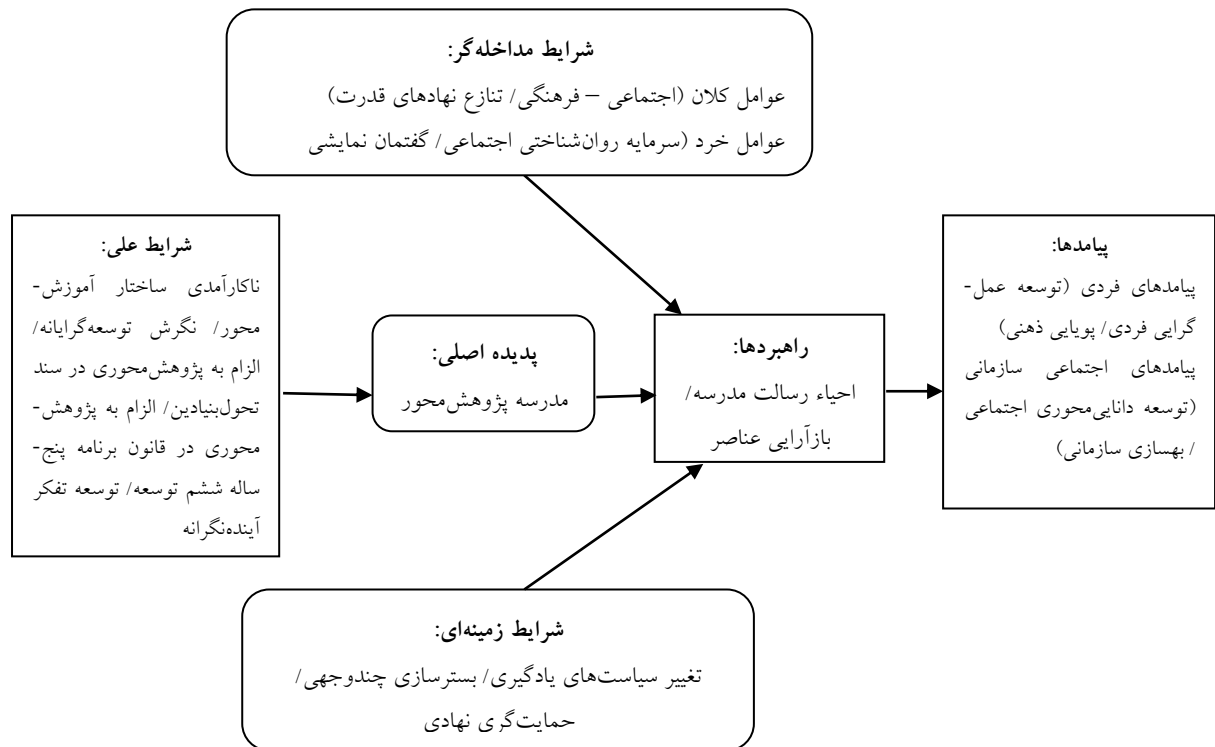 شرایط مداخله‌گر:
عوامل کلان (اجتماعی – فرهنگی/ تنازع نهادهای قدرت)
عوامل خرد (سرمایه روان‌شناختی اجتماعی/ گفتمان نمایشی
شرایط علی:
ناکارآمدی ساختار آموزش-
محور/ نگرش توسعه‌گرایانه/
الزام به پژوهش‌محوری در سند
تحول‌بنیادین/ الزام به پژوهش-
محوری در قانون برنامه پنج-
ساله ششم توسعه/ توسعه تفکر
آینده‌نگرانه
پدیده اصلی:
مدرسه پژوهش‌محور
راهبردها:
احیاء رسالت مدرسه/
بازآرایی عناصر
پیامدها:
پیامدهای فردی (توسعه عمل-
گرایی فردی/ پویایی ذهنی)
پیامدهای اجتماعی سازمانی
(توسعه دانایی‌محوری اجتماعی
/ بهسازی سازمانی)
شرایط زمینه‌ای:
تغییر سیاست‌های یادگیری/ بسترسازی چندوجهی/
حمایت‌گری نهادی